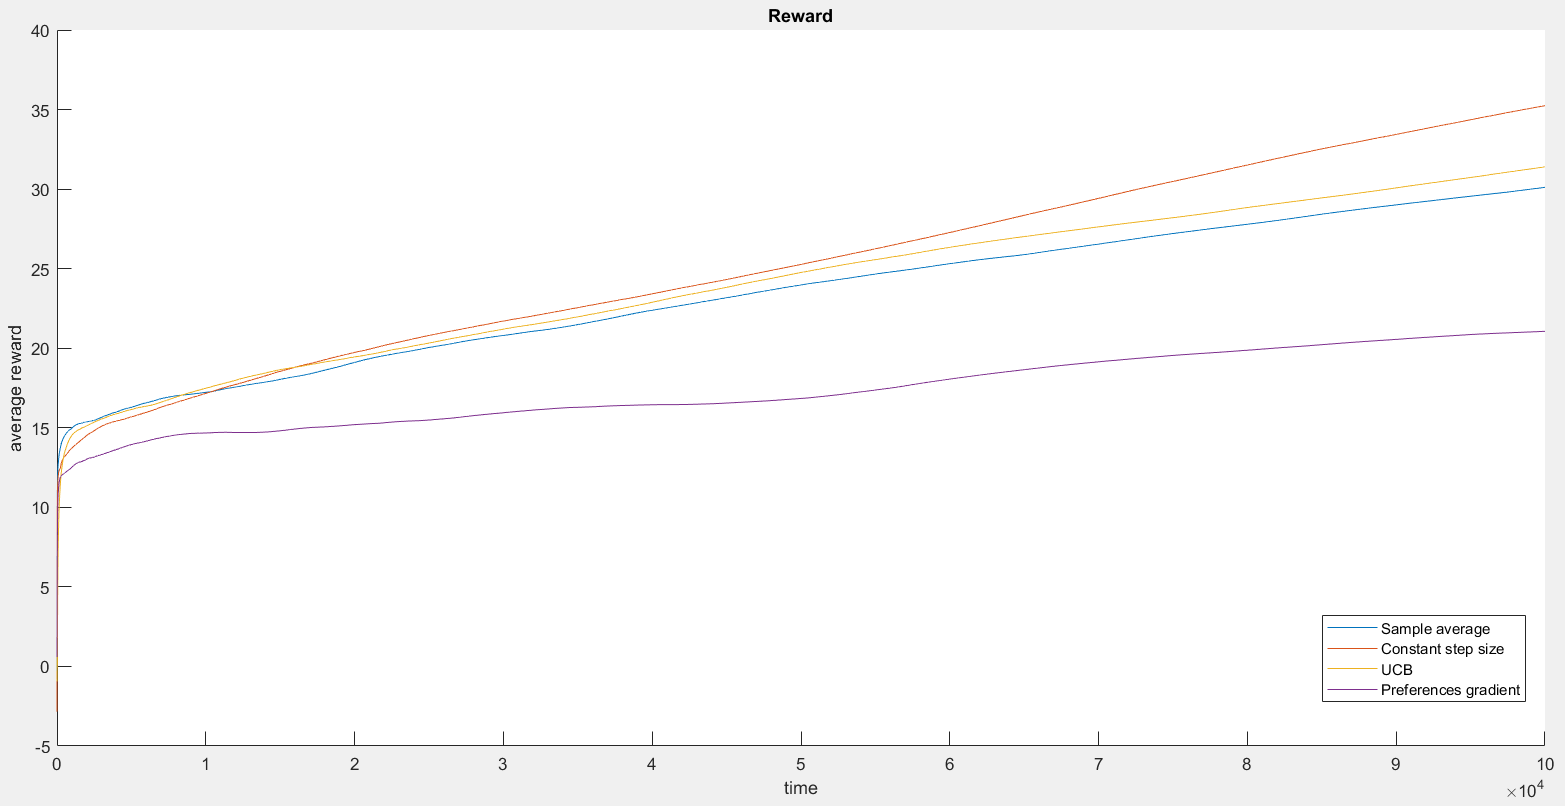 Reward
40
35
30
25
20
15
10
5
0
-5
average reward
Sample average
Constant step size
UCB
Preferences gradient
0 1 2 3 4 5 6 7 8 9 10
time
×10⁴